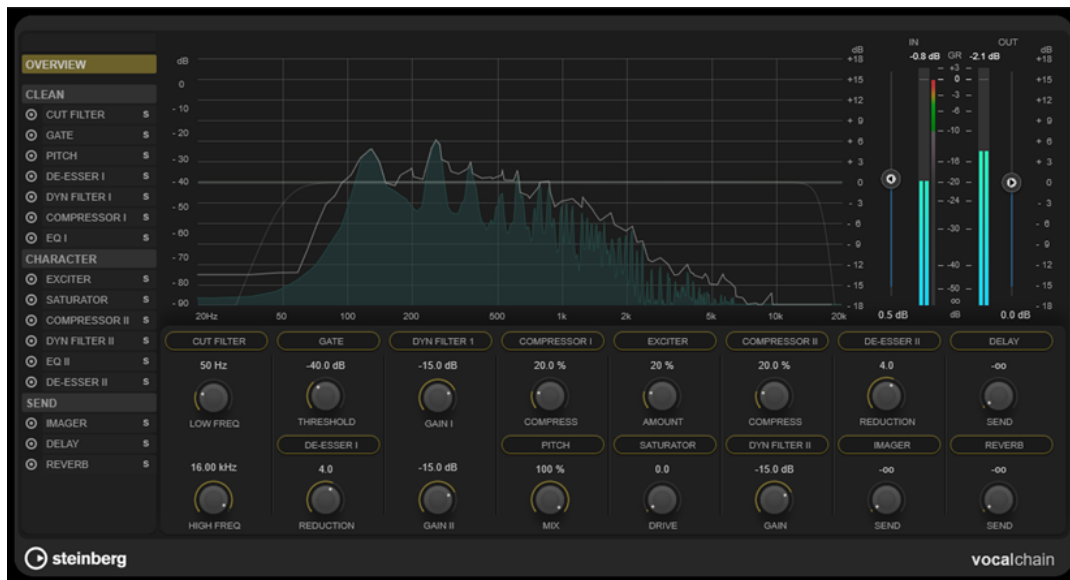 OVERVIEW
CLEAN
CUT FILTER S
GATE S
PITCH S
DE-ESSER I S
DYN FILTER I S
COMPRESSOR I S
EQ I S
CHARACTER
EXCITER S
SATURATOR S
COMPRESSOR II S
DYN FILTER II S
EQ II S
DE-ESSER II S
SEND
IMAGER S
DELAY S
REVERB S
dB
0
- 10
- 20
- 30
- 40
- 50
- 60
- 70
- 80
- 90
20Hz 50 100 200 500 1k 2k 5k 10k 20k
dB
+18
+15
+12
+ 9
+ 6
+ 3
0
- 3
- 6
- 9
- 12
- 15
- 18
IN OUT
-0.8 dB GR -2.1 dB
+3
0
-3
-6
-10
-16
-20
-24
-30
-40
-50
∞
dB
dB
+18
+15
+12
+ 9
+ 6
+ 3
0
- 3
- 6
- 9
- 12
- 15
- 18
0.5 dB 0.0 dB
CUT FILTER GATE DYN FILTER 1 COMPRESSOR I EXCITER COMPRESSOR II DE-ESSER II DELAY
50 Hz -40.0 dB -15.0 dB 20.0 % 20 % 20.0 % 4.0 -oo
LOW FREQ THRESHOLD GAIN I COMPRESS AMOUNT COMPRESS REDUCTION SEND
DE-ESSER I PITCH SATURATOR DYN FILTER II IMAGER REVERB
16.00 kHz 4.0 -15.0 dB 100 % 0.0 -15.0 dB -oo -oo
HIGH FREQ REDUCTION GAIN II MIX DRIVE GAIN SEND SEND
steinberg vocalchain